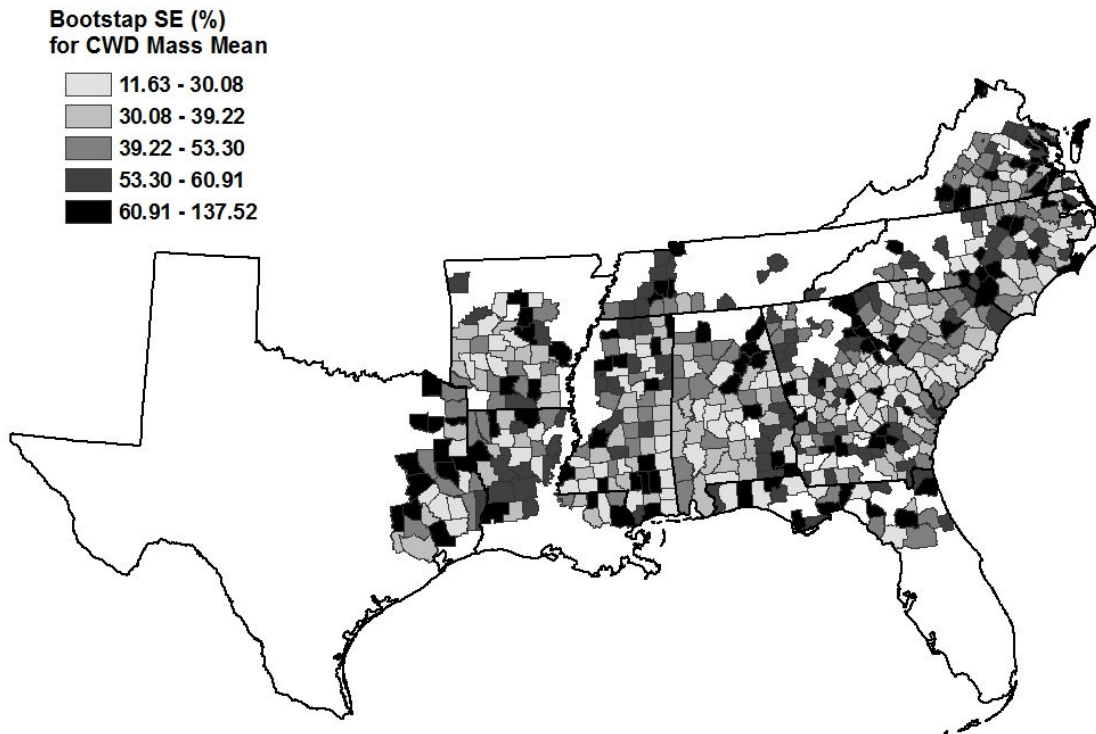 Bootstap SE (%)
for CWD Mass Mean
11.63 - 30.08
30.08 - 39.22
39.22 - 53.30
53.30 - 60.91
60.91 - 137.52